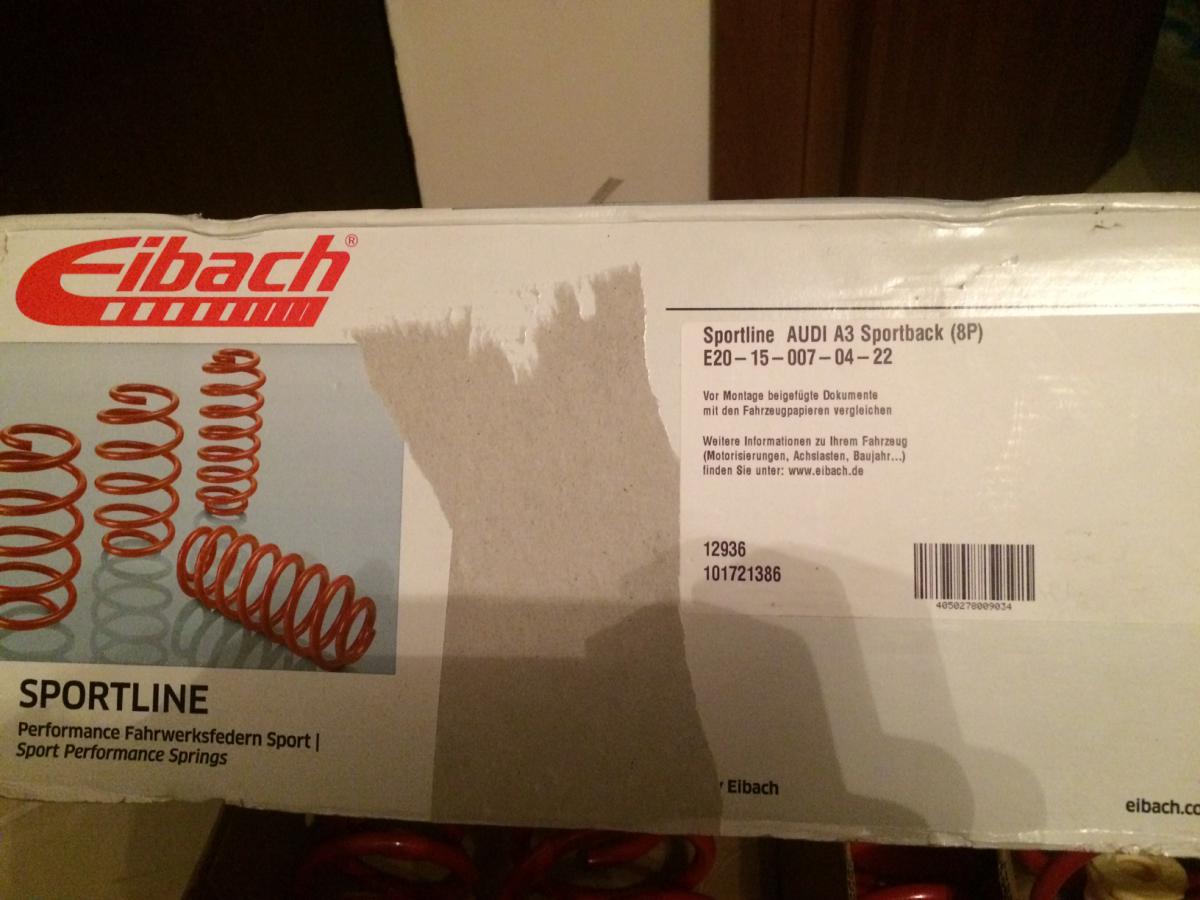 Eibach®
SPORTLINE
Performance Fahrwerksfedern Sport |
Sport Performance Springs
Sportline AUDI A3 Sportback (8P)
E20-15-007-04-22
Vor Montage beigefügte Dokumente
mit den Fahrzeugpapieren vergleichen
Weitere Informationen zu Ihrem Fahrzeug
(Motorisierungen, Achslasten, Baujahr...)
finden Sie unter: www.eibach.de
12936
101721386
4050278009034
Eibach
eibach.co